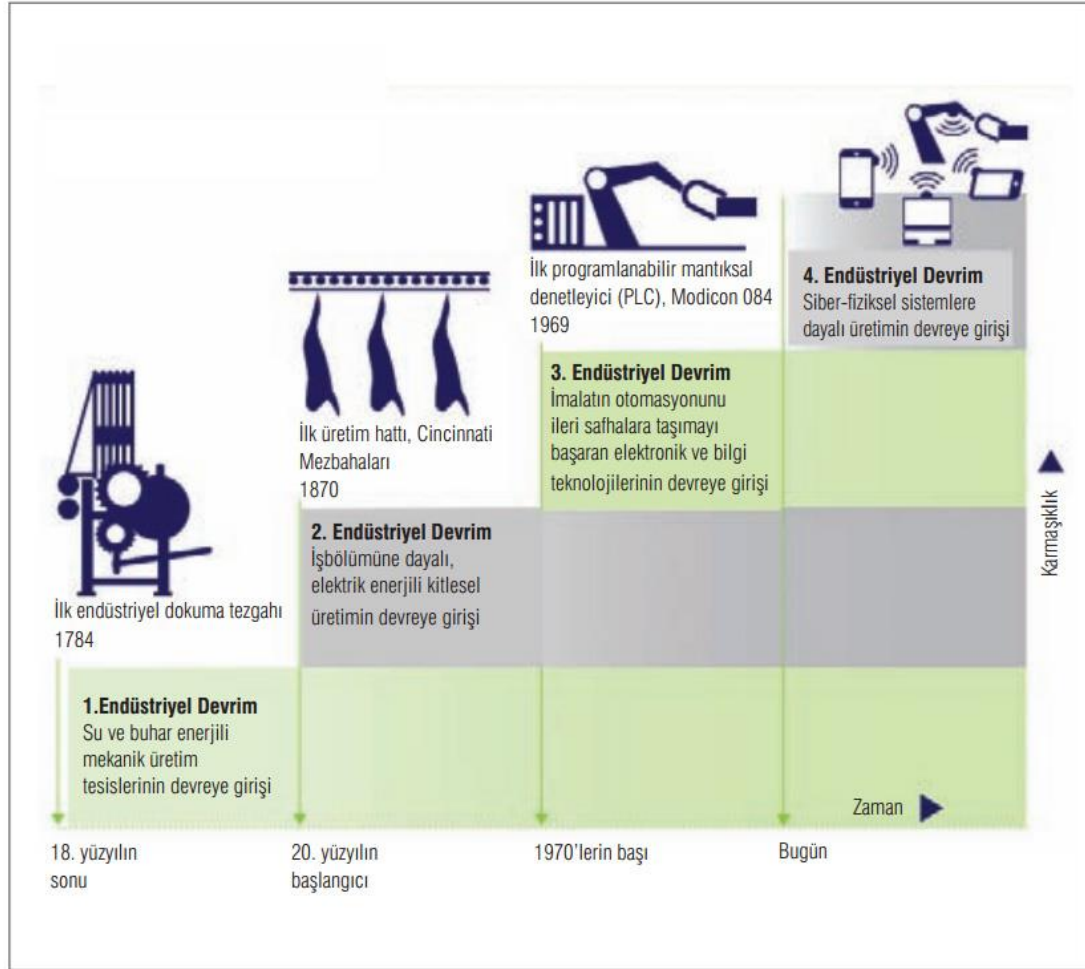 İlk endüstriyel dokuma tezgahı
1784
1.Endüstriyel Devrim
Su ve buhar enerjili
mekanik üretim
tesislerinin devreye girişi
18. yüzyılın
sonu
İlk üretim hattı, Cincinnati
Mezbahaları
1870
2. Endüstriyel Devrim
İşbölümüne dayalı,
elektrik enerjili kitlesel
üretimin devreye girişi
20. yüzyılın
başlangıcı
İlk programlanabilir mantıksal
denetleyici (PLC), Modicon 084
1969
3. Endüstriyel Devrim
İmalatın otomasyonunu
ileri safhalara taşımayı
başaran elektronik ve bilgi
teknolojilerinin devreye girişi
1970'lerin başı
4. Endüstriyel Devrim
Siber-fiziksel sistemlere
dayalı üretimin devreye girişi
Bugün
Zaman
Karmaşıklık